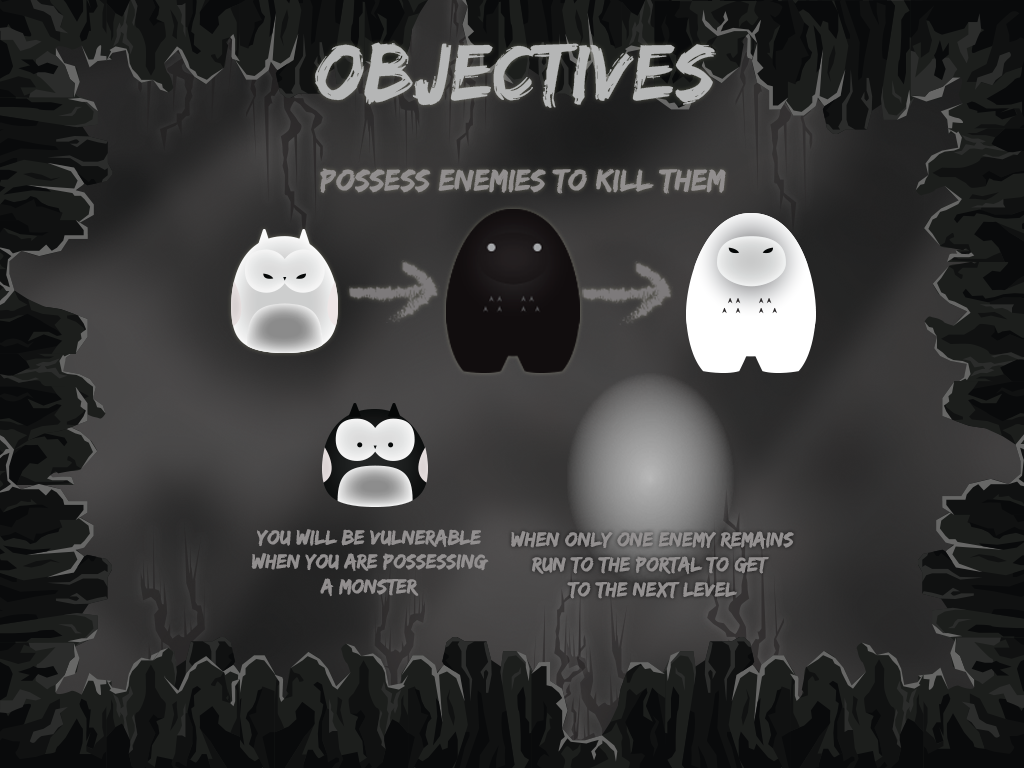 OBJECTIVES
POSSESS ENEMIES TO KILL THEM
YOU WILL BE VULNERABLE
WHEN YOU ARE POSSESSING
A MONSTER
WHEN ONLY ONE ENEMY REMAINS
RUN TO THE PORTAL TO GET
TO THE NEXT LEVEL